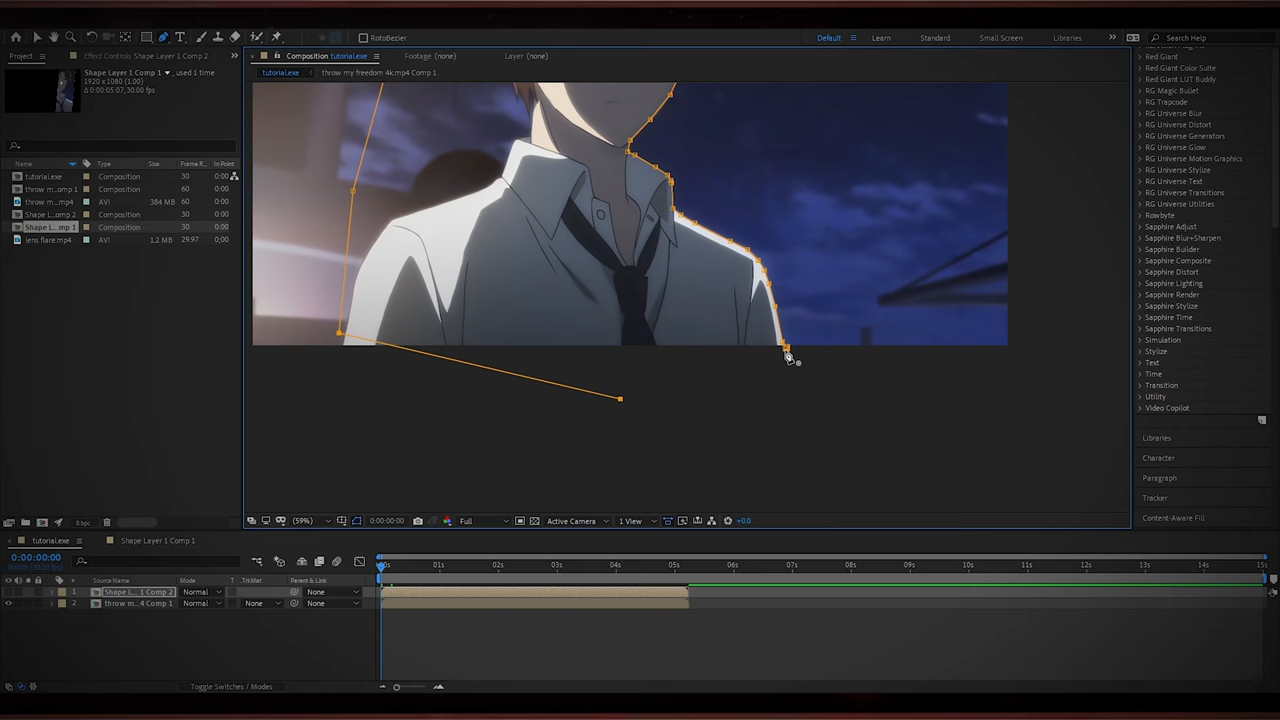 RotoBezier
Default
Learn
Standard
Small Screen
Libraries
Search Help
Project
Effect Controls Shape Layer 1 Comp 2
Composition tutorial.exe
Footage (none)
Layer (none)
tutorial.exe
throw my freedom 4k.mp4 Comp 1
Shape Layer 1 Comp 1 , used 1 time
1920 x 1080 (1.00)
Δ 0:00:05:07, 30.00 fps
Name Type Size Frame R... In Point
tutorial.exe Composition 30 0:00
throw m...omp 1 Composition 60 0:00
throw m....mp4 AVI 384 MB 60 0:00
Shape L...omp 2 Composition 30 0:00
Shape L...mp 1 Composition 30 0:00
lens flare.mp4 AVI 1.2 MB 29.97 0;00
8 bpc
(59%)
0:00:00:00
Full
Active Camera
1 View
+0.0
Red Giant
Red Giant Color Suite
Red Giant LUT Buddy
RG Magic Bullet
RG Trapcode
RG Universe Blur
RG Universe Distort
RG Universe Generators
RG Universe Glow
RG Universe Motion Graphics
RG Universe Stylize
RG Universe Text
RG Universe Transitions
RG Universe Utilities
Rowbyte
Sapphire Adjust
Sapphire Blur+Sharpen
Sapphire Builder
Sapphire Composite
Sapphire Distort
Sapphire Lighting
Sapphire Render
Sapphire Stylize
Sapphire Time
Sapphire Transitions
Simulation
Stylize
Text
Time
Transition
Utility
Video Copilot
Libraries
Character
Paragraph
Tracker
Content-Aware Fill
tutorial.exe
Shape Layer 1 Comp 1
0:00:00:00
01s 02s 03s 04s 05s 06s 07s 08s 09s 10s 11s 12s 13s 14s 15s
# Source Name Mode T .TrkMat Parent & Link
1 Shape L... 1 Comp 2 Normal None
2 throw m...4 Comp 1 Normal None None
Toggle Switches / Modes